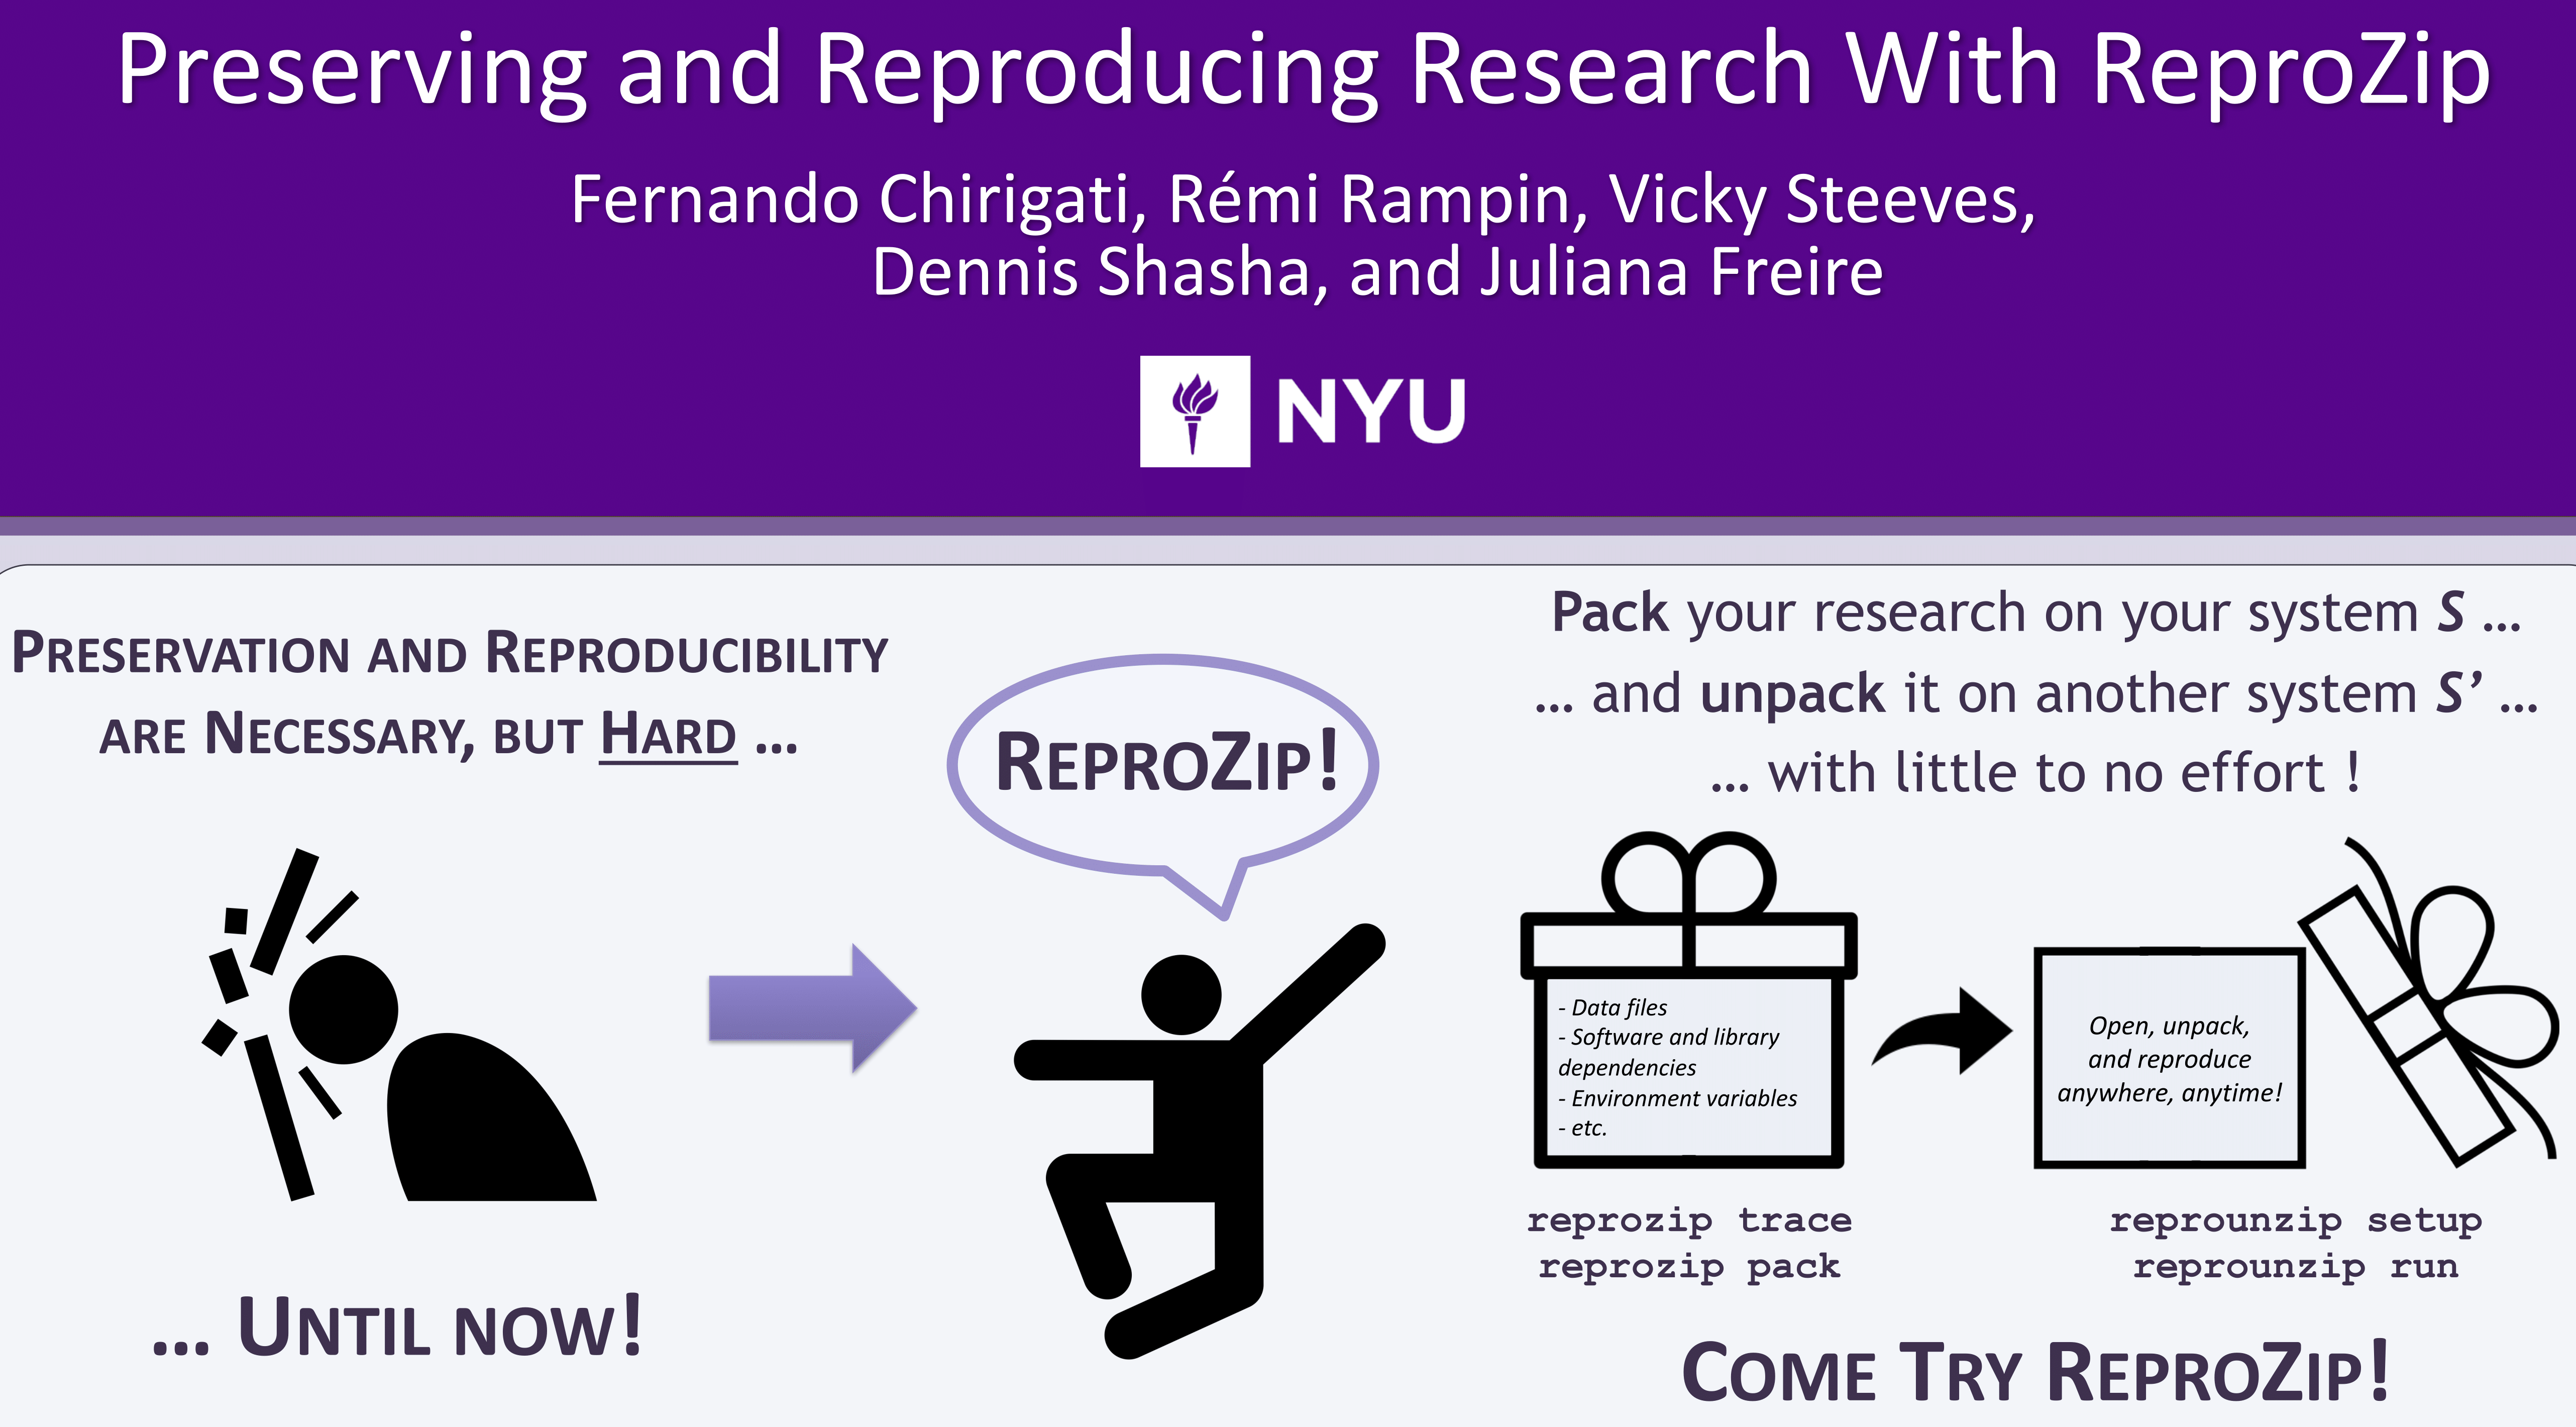 Preserving and Reproducing Research With ReproZip
Fernando Chirigati, Rémi Rampin, Vicky Steeves,
Dennis Shasha, and Juliana Freire
NYU
PRESERVATION AND REPRODUCIBILITY
ARE NECESSARY, BUT HARD ...
... UNTIL NOW!
REPROZIP!
Pack your research on your system S ...
... and unpack it on another system S’ ...
... with little to no effort !
- Data files
- Software and library
dependencies
- Environment variables
- etc.
Open, unpack,
and reproduce
anywhere, anytime!
reprozip trace
reprozip pack
reprounzip setup
reprounzip run
COME TRY REPROZIP!